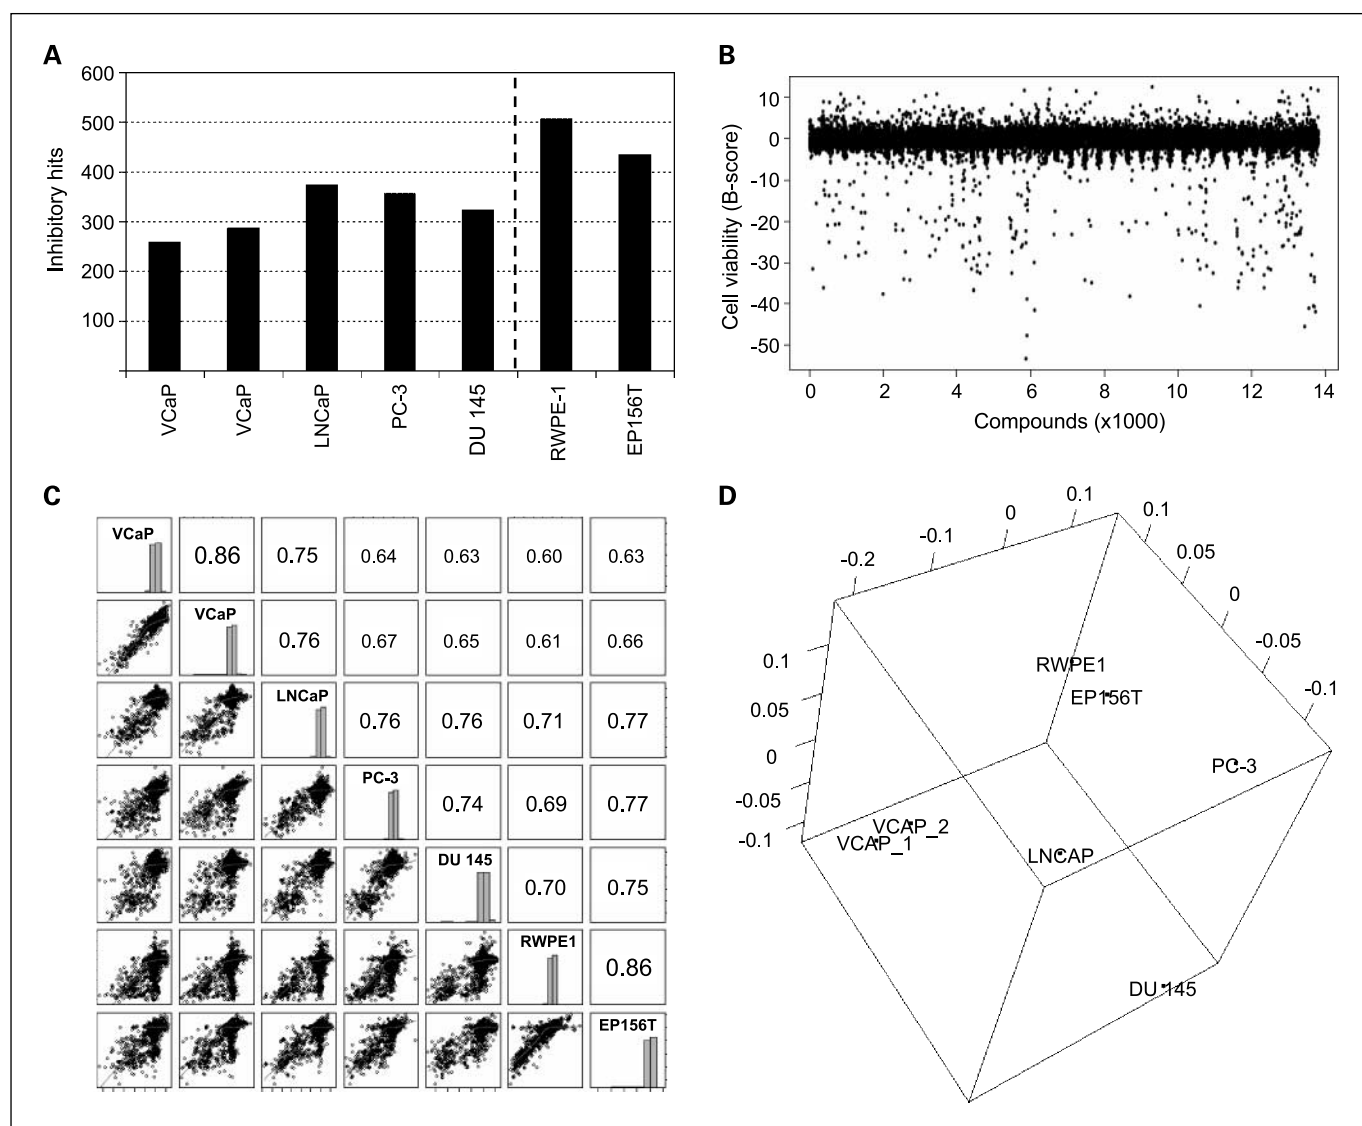 A
600
500
400
300
200
100
Inhibitory hits
VCaP
VCaP
LNCaP
PC-3
DU 145
RWPE-1
EP156T
B
10
0
-10
-20
-30
-40
-50
Cell viability (B-score)
0 2 4 6 8 10 12 14
Compounds (x1000)
C
VCaP 0.86 0.75 0.64 0.63 0.60 0.63
VCaP 0.76 0.67 0.65 0.61 0.66
LNCaP 0.76 0.76 0.71 0.77
PC-3 0.74 0.69 0.77
DU 145 0.70 0.75
RWPE1 0.86
EP156T
D
-0.2 -0.1 0 0.1
0.1 0.05 0 -0.05 -0.1
0.1
0.05
0
-0.05
-0.1
RWPE1
EP156T
PC-3
VCAP_2
VCAP_1
LNCAP
DU 145